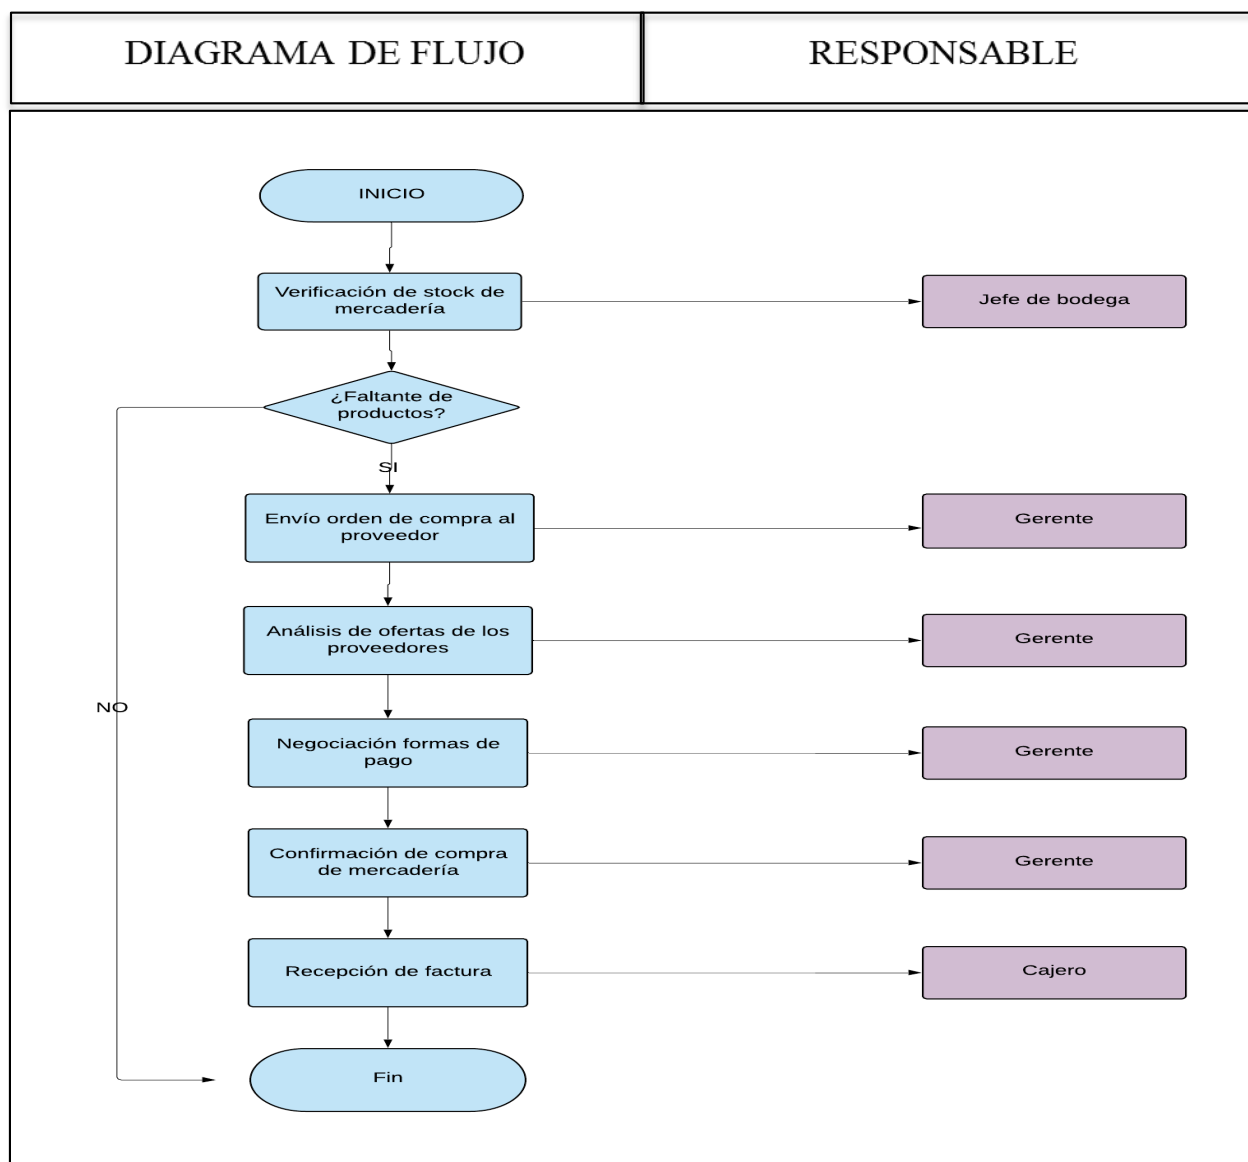 DIAGRAMA DE FLUJO
RESPONSABLE
INICIO
Verificación de stock de
mercadería
Jefe de bodega
¿Faltante de
productos?
SI
Envío orden de compra al
proveedor
Gerente
Análisis de ofertas de los
proveedores
Gerente
NO
Negociación formas de
pago
Gerente
Confirmación de compra
de mercadería
Gerente
Recepción de factura
Cajero
Fin